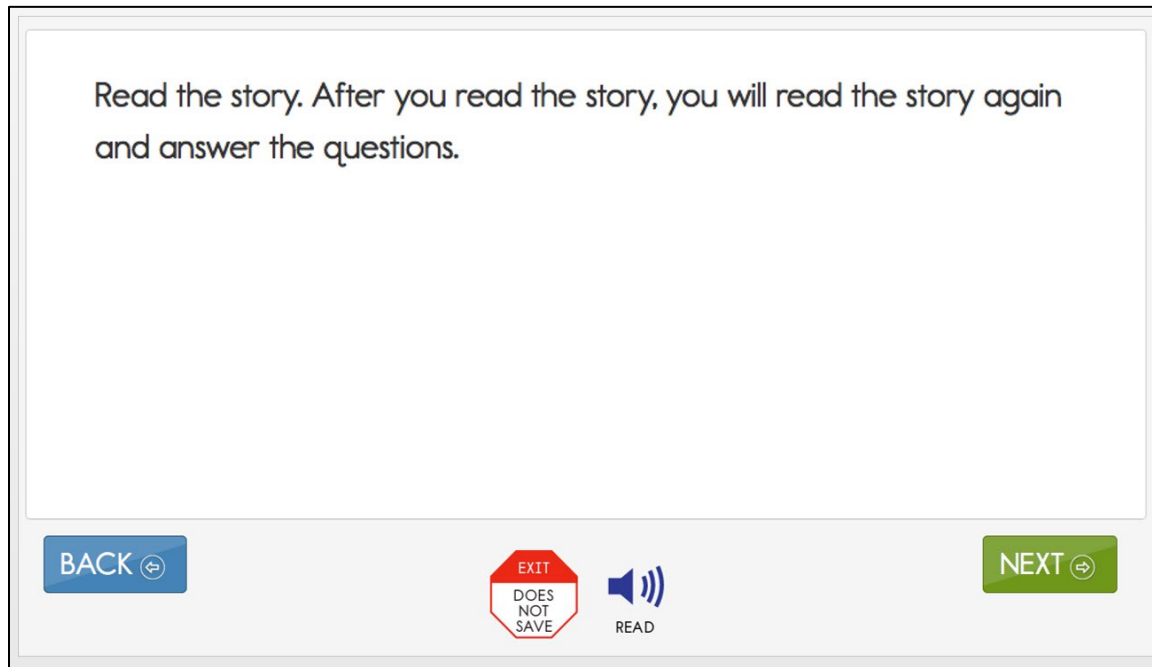 Read the story. After you read the story, you will read the story again
and answer the questions.
BACK
EXIT
DOES
NOT
SAVE
READ
NEXT